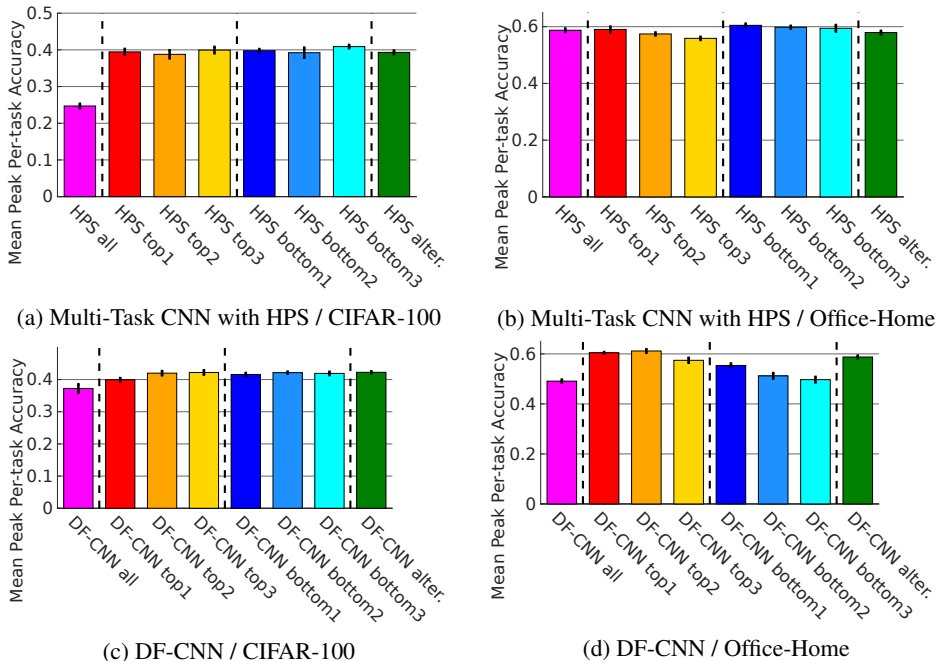 Mean Peak Per-task Accuracy
0.5
0.4
0.3
0.2
0.1
0
HPS all
HPS top1
HPS top2
HPS top3
HPS bottom1
HPS bottom2
HPS bottom3
HPS alter.
(a) Multi-Task CNN with HPS / CIFAR-100
Mean Peak Per-task Accuracy
0.6
0.4
0.2
0
HPS all
HPS top1
HPS top2
HPS top3
HPS bottom1
HPS bottom2
HPS bottom3
HPS alter.
(b) Multi-Task CNN with HPS / Office-Home
Mean Peak Per-task Accuracy
0.4
0.3
0.2
0.1
0
DF-CNN all
DF-CNN top1
DF-CNN top2
DF-CNN top3
DF-CNN bottom1
DF-CNN bottom2
DF-CNN bottom3
DF-CNN alter.
(c) DF-CNN / CIFAR-100
Mean Peak Per-task Accuracy
0.6
0.4
0.2
0
DF-CNN all
DF-CNN top1
DF-CNN top2
DF-CNN top3
DF-CNN bottom1
DF-CNN bottom2
DF-CNN bottom3
DF-CNN alter.
(d) DF-CNN / Office-Home